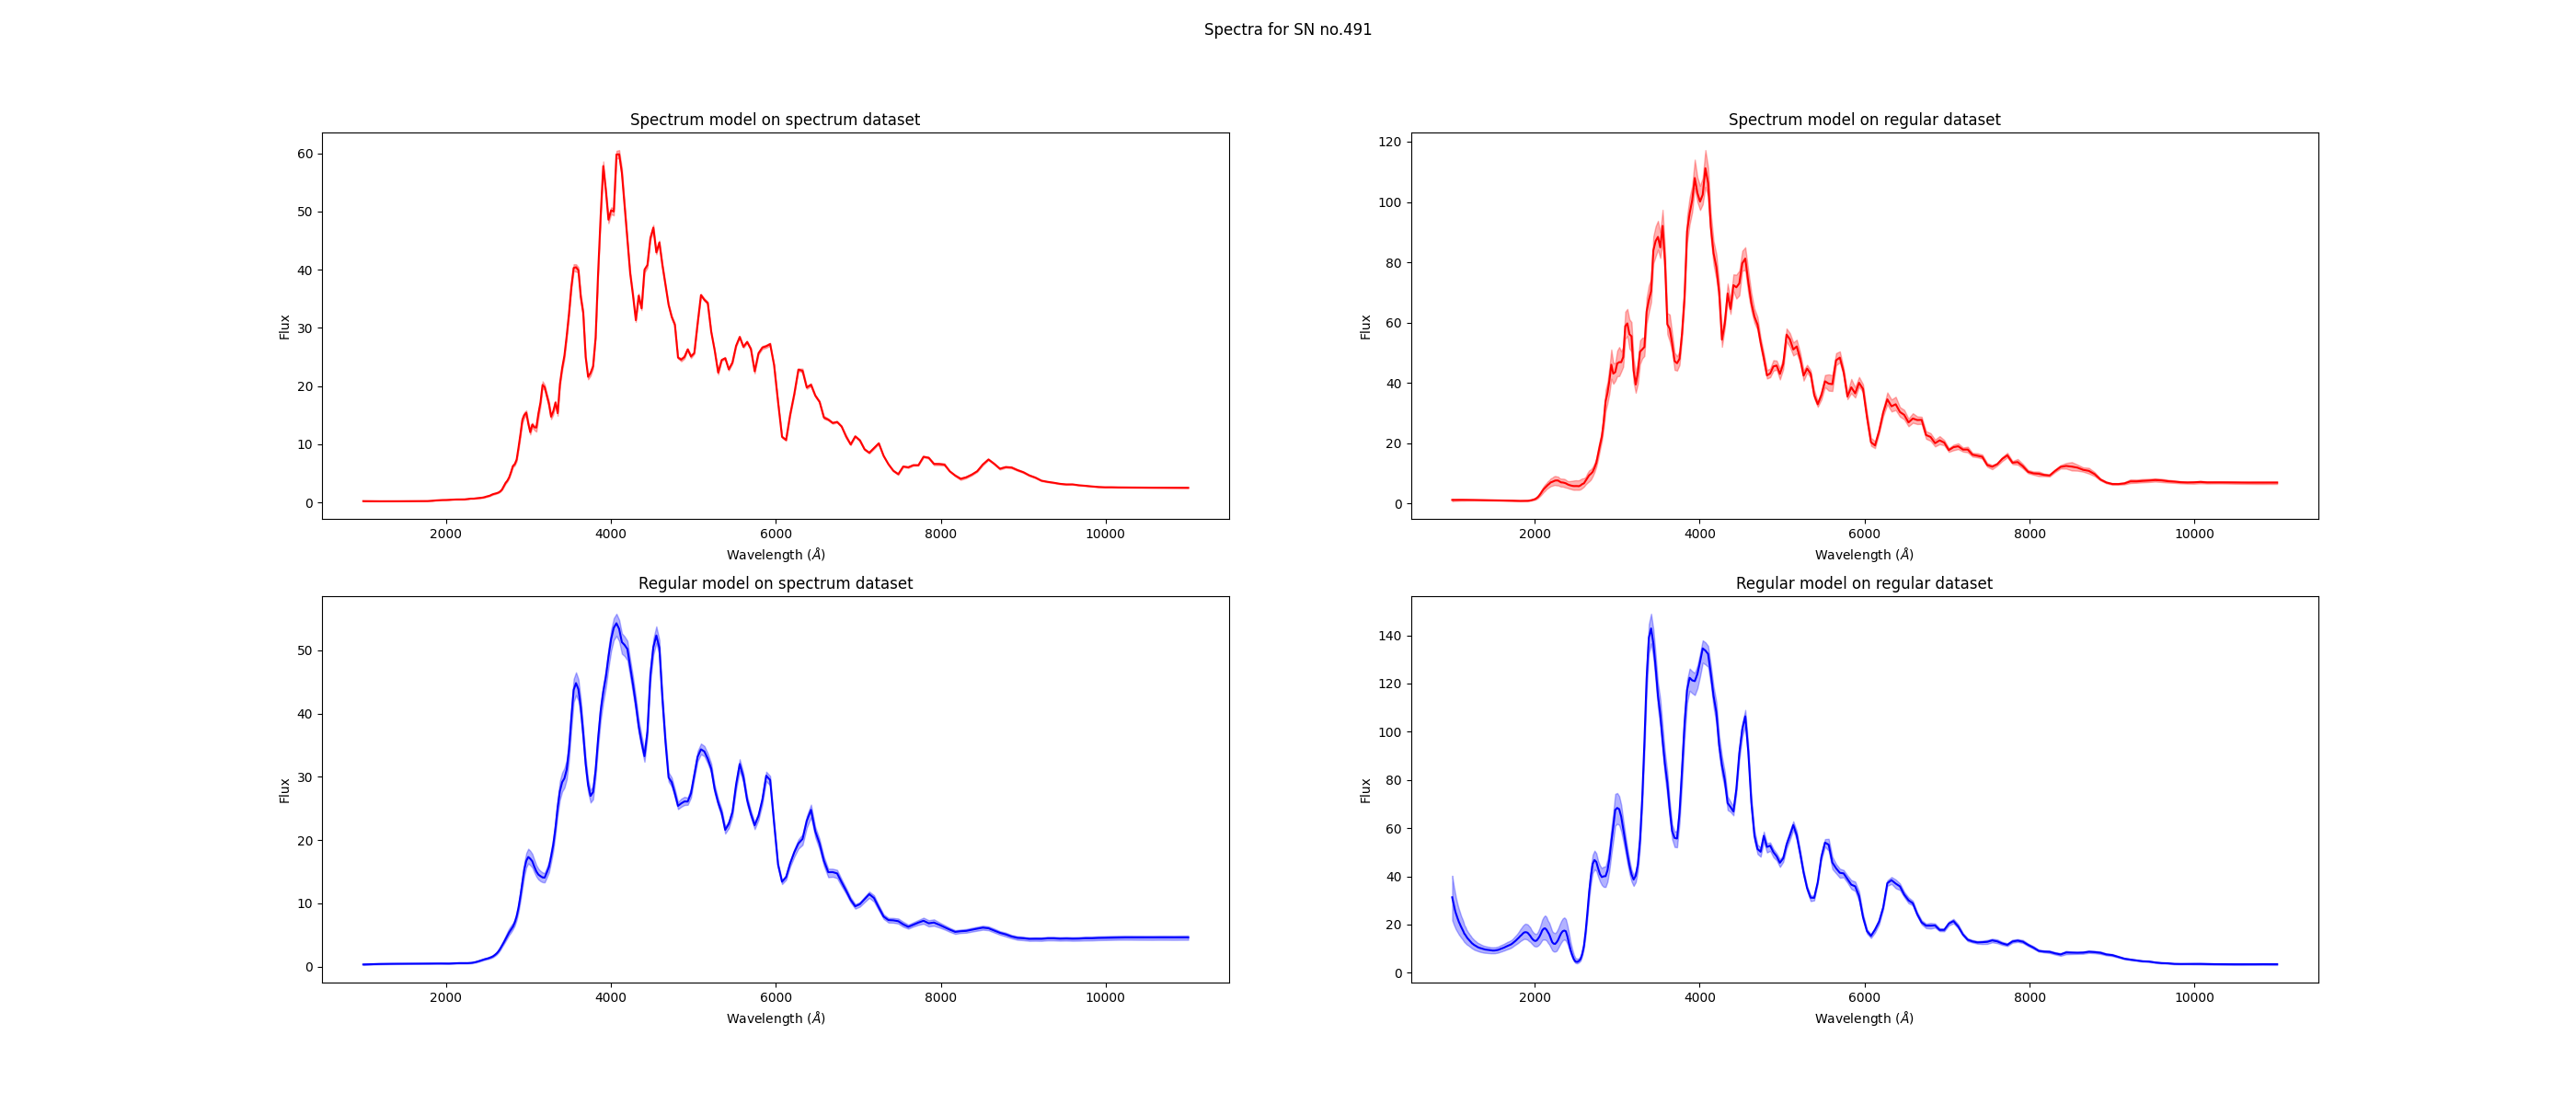 Spectra for SN no.491
Spectrum model on spectrum dataset
60
50
40
30
20
10
0
Flux
2000 4000 6000 8000 10000
Wavelength (Å)
Spectrum model on regular dataset
120
100
80
60
40
20
0
Flux
2000 4000 6000 8000 10000
Wavelength (Å)
Regular model on spectrum dataset
50
40
30
20
10
0
Flux
2000 4000 6000 8000 10000
Wavelength (Å)
Regular model on regular dataset
140
120
100
80
60
40
20
0
Flux
2000 4000 6000 8000 10000
Wavelength (Å)